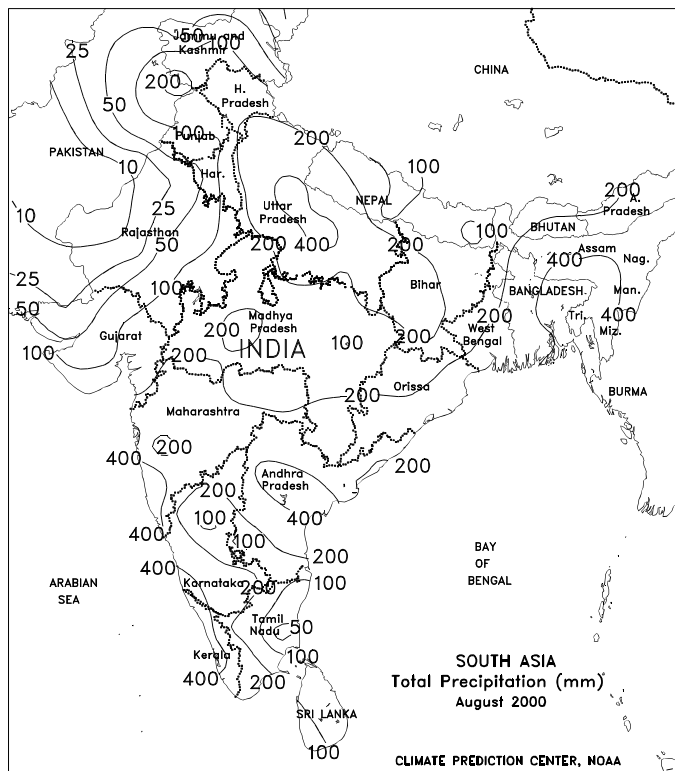 50
Jammu and
Kashmir
100
25
CHINA
200
H.
Pradesh
50
100
Punjab
200
PAKISTAN
10
Har.
100
NEPAL
200
A.
Pradesh
10
25
Uttar
Pradesh
Rajasthan
50
200
400
200
100
BHUTAN
Assam
Nag.
400
25
100
Bihar
BANGLADESH
Man.
50
Madhya
Pradesh
200
200
400
Tri.
Miz.
100
Gujarat
INDIA
100
200
West
Bengal
200
Orissa
200
BURMA
Maharashtra
400
200
200
Andhra
Pradesh
200
100
400
400
100
200
BAY
OF
BENGAL
400
Karnataka
200
100
ARABIAN
SEA
Tamil
Nadu
50
Kerala
100
400
200
SOUTH ASIA
Total Precipitation (mm)
August 2000
SRI LANKA
100
CLIMATE PREDICTION CENTER, NOAA